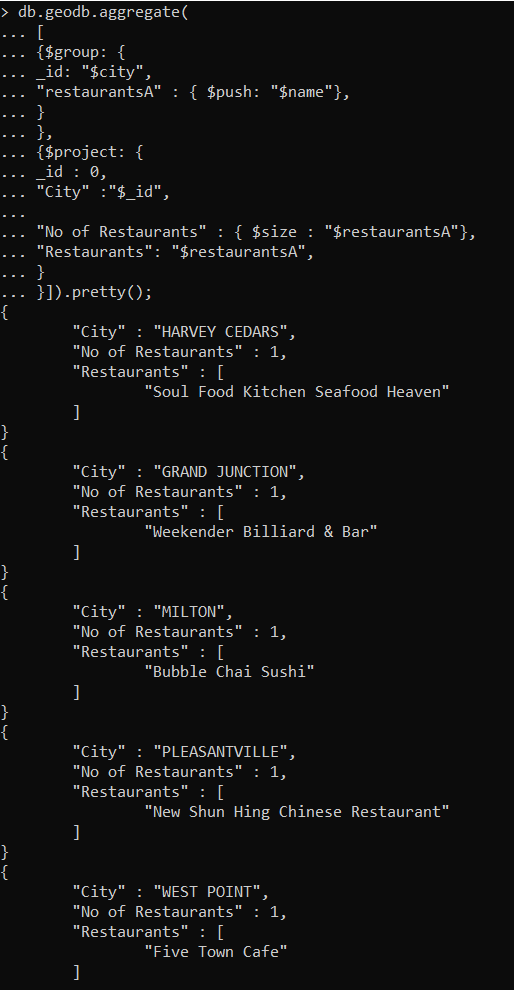 > db.geodb.aggregate(
... [
... {$group: {
... _id: "$city",
... "restaurantsA" : { $push: "$name"},
... }
... },
... {$project: {
... _id : 0,
... "City" :"$_id",
...
... "No of Restaurants" : { $size : "$restaurantsA"},
... "Restaurants": "$restaurantsA",
... }
... }]).pretty();
{
        "City" : "HARVEY CEDARS",
        "No of Restaurants" : 1,
        "Restaurants" : [
                "Soul Food Kitchen Seafood Heaven"
        ]
}
{
        "City" : "GRAND JUNCTION",
        "No of Restaurants" : 1,
        "Restaurants" : [
                "Weekender Billiard & Bar"
        ]
}
{
        "City" : "MILTON",
        "No of Restaurants" : 1,
        "Restaurants" : [
                "Bubble Chai Sushi"
        ]
}
{
        "City" : "PLEASANTVILLE",
        "No of Restaurants" : 1,
        "Restaurants" : [
                "New Shun Hing Chinese Restaurant"
        ]
}
{
        "City" : "WEST POINT",
        "No of Restaurants" : 1,
        "Restaurants" : [
                "Five Town Cafe"
        ]